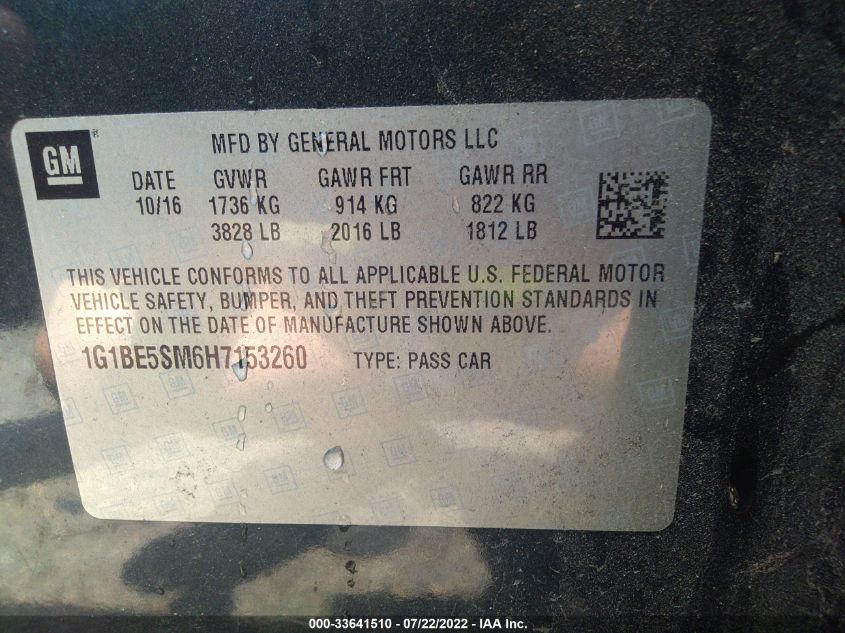 GM
MFD BY GENERAL MOTORS LLC
DATE GVWR GAWR FRT GAWR RR
10/16 1736 KG 914 KG 822 KG
3828 LB 2016 LB 1812 LB
THIS VEHICLE CONFORMS TO ALL APPLICABLE U.S. FEDERAL MOTOR
VEHICLE SAFETY, BUMPER, AND THEFT PREVENTION STANDARDS IN
EFFECT ON THE DATE OF MANUFACTURE SHOWN ABOVE.
1G1BE5SM6H7153260 TYPE: PASS CAR
000-33641510 - 07/22/2022 - IAA Inc.